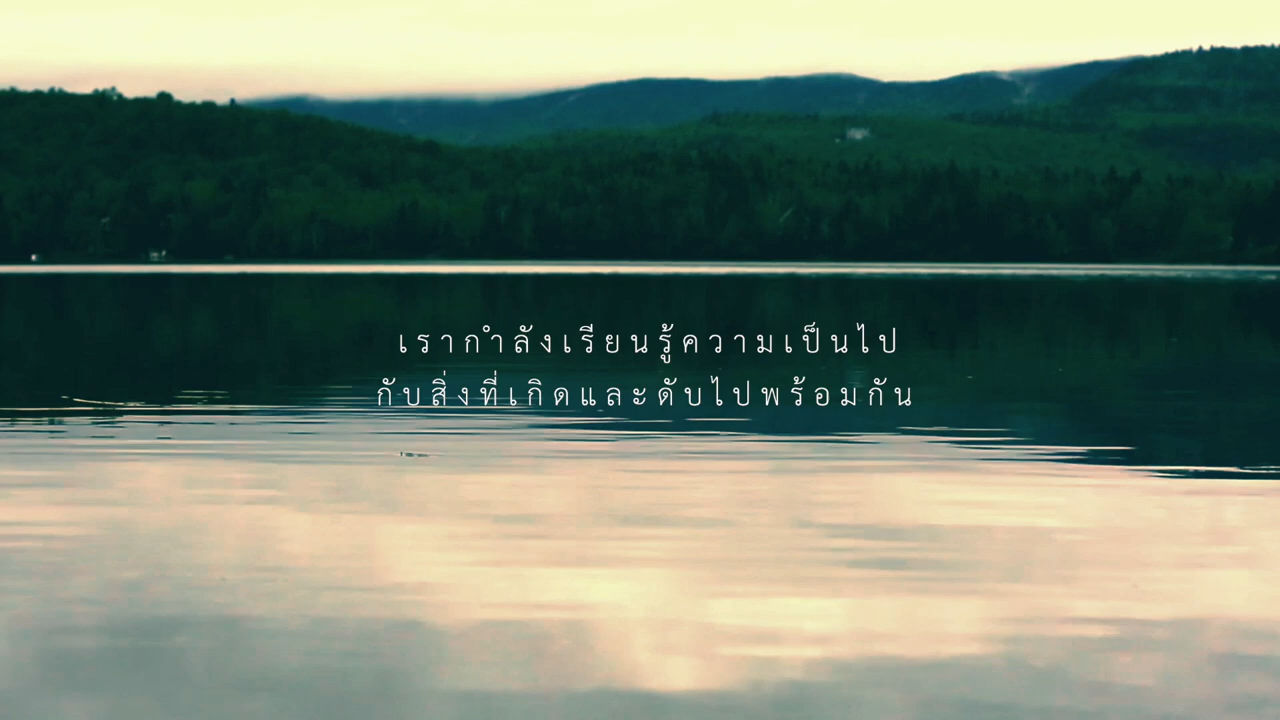 เรากำลังเรียนรู้ความเป็นไป
กับสิ่งที่เกิดและดับไปพร้อมกัน